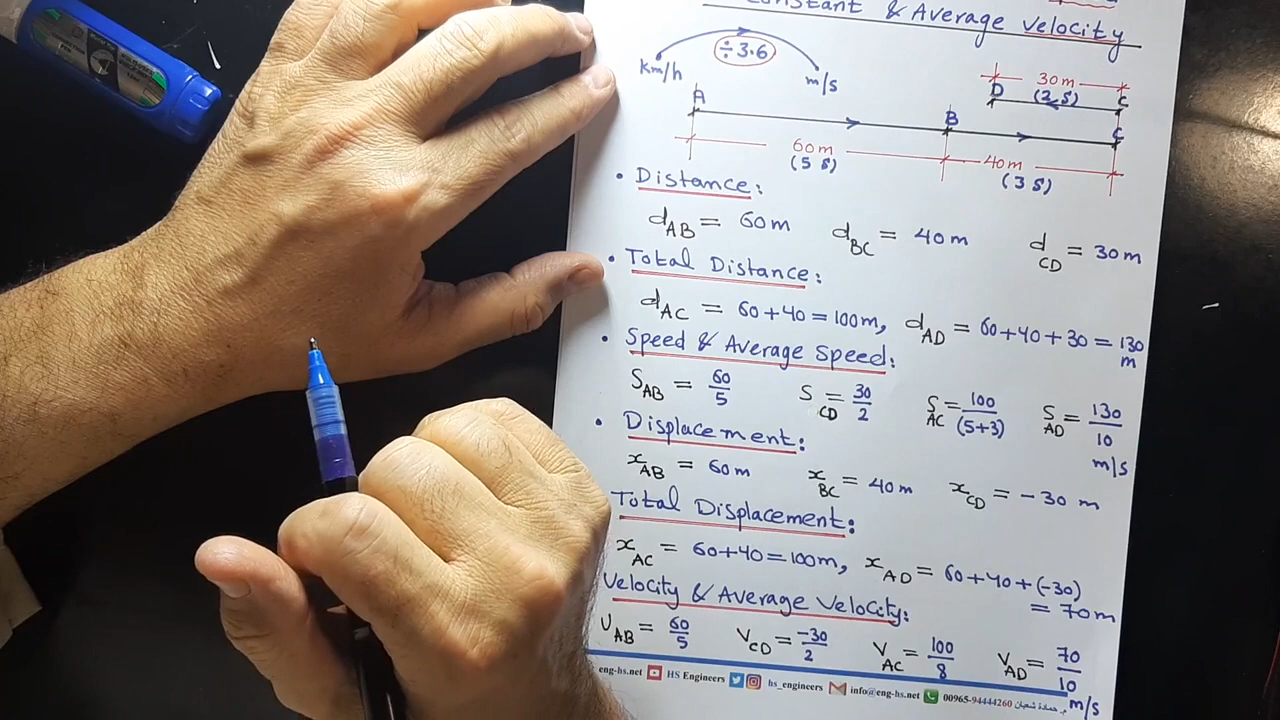 Constant & Average Velocity
÷3.6
km/h m/s
30m
D (2 S) C
A B C
60m 40m
(5 S) (3 S)
• Distance:
dAB = 60m dBC = 40m dCD = 30m
• Total Distance:
dAC = 60+40=100m, dAD = 60+40+30 = 130 m
• Speed & Average Speed:
SAB = 60/5 SCD = 30/2 SAC = 100/(5+3) SAD = 130/10 m/s
• Displacement:
xAB = 60m xBC = 40m xCD = -30 m
Total Displacement:
xAC = 60+40=100m, xAD = 60+40+(-30)
= 70m
Velocity & Average Velocity:
VAB = 60/5 VCD = -30/2 VAC = 100/8 VAD = 70/10 m/s
eng-hs.net HS Engineers hs_engineers info@eng-hs.net 00965-94444260 م. حمادة شعبان